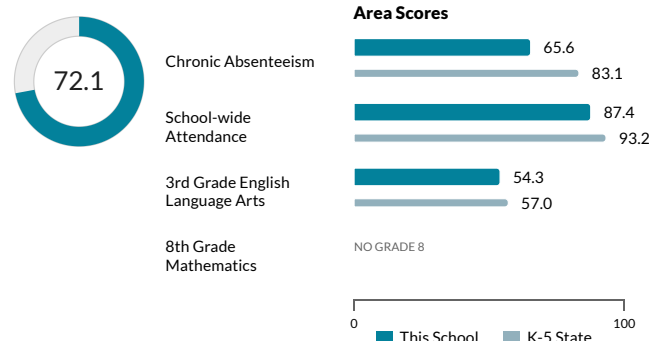 Area Scores
72.1
Chronic Absenteeism
65.6
83.1
School-wide
Attendance
87.4
93.2
3rd Grade English
Language Arts
54.3
57.0
8th Grade
Mathematics
NO GRADE 8
0
100
This School
K-5 State